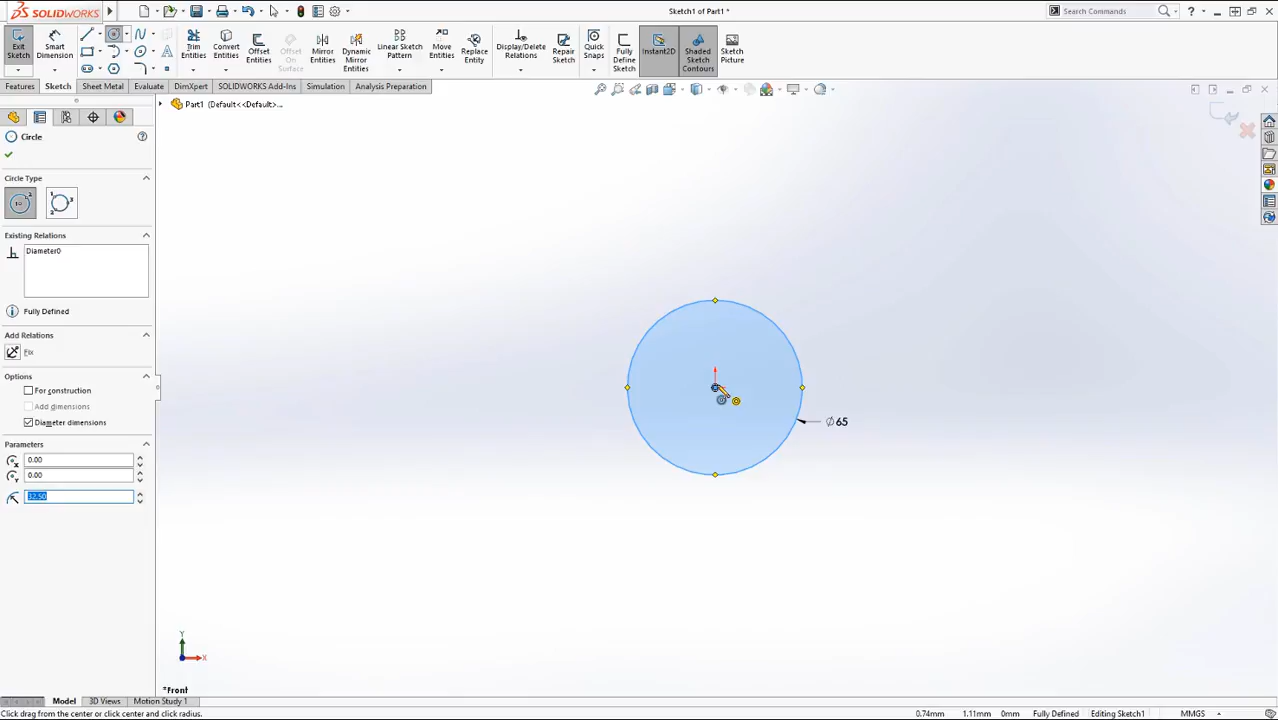 SOLIDWORKS
Sketch1 of Part1 *
Search Commands
Exit Sketch
Smart Dimension
Trim Entities
Convert Entities
Offset Entities
Offset On Surface
Mirror Entities
Dynamic Mirror Entities
Linear Sketch Pattern
Move Entities
Replace Entity
Display/Delete Relations
Repair Sketch
Quick Snaps
Fully Define Sketch
Instant2D
Shaded Sketch Contours
Sketch Picture
Features Sketch Sheet Metal Evaluate DimXpert SOLIDWORKS Add-Ins Simulation Analysis Preparation
Part1 (Default<<Default>...
Circle
Circle Type
Existing Relations
Diameter0
Fully Defined
Add Relations
Fix
Options
For construction
Add dimensions
Diameter dimensions
Parameters
0.00
0.00
32.50
∅65
Y
X
*Front
Model 3D Views Motion Study 1
Click drag from the center or click center and click radius. 0.74mm 1.11mm 0mm Fully Defined Editing Sketch1 MMGS